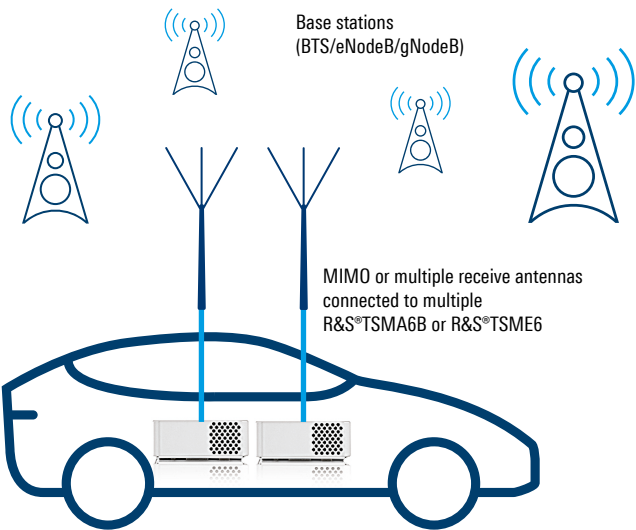 Base stations
(BTS/eNodeB/gNodeB)
MIMO or multiple receive antennas
connected to multiple
R&S®TSMA6B or R&S®TSME6